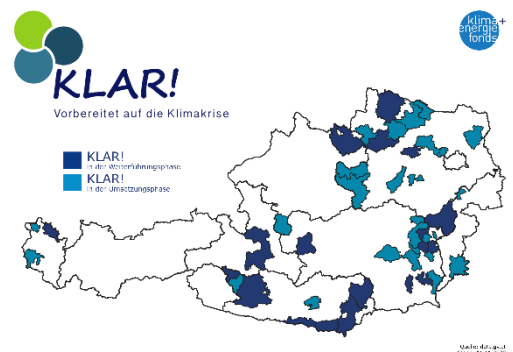 klima+
energie
fonds
KLAR!
Vorbereitet auf die Klimakrise
KLAR!
in der Weiterführungsphase
KLAR!
in der Umsetzungsphase